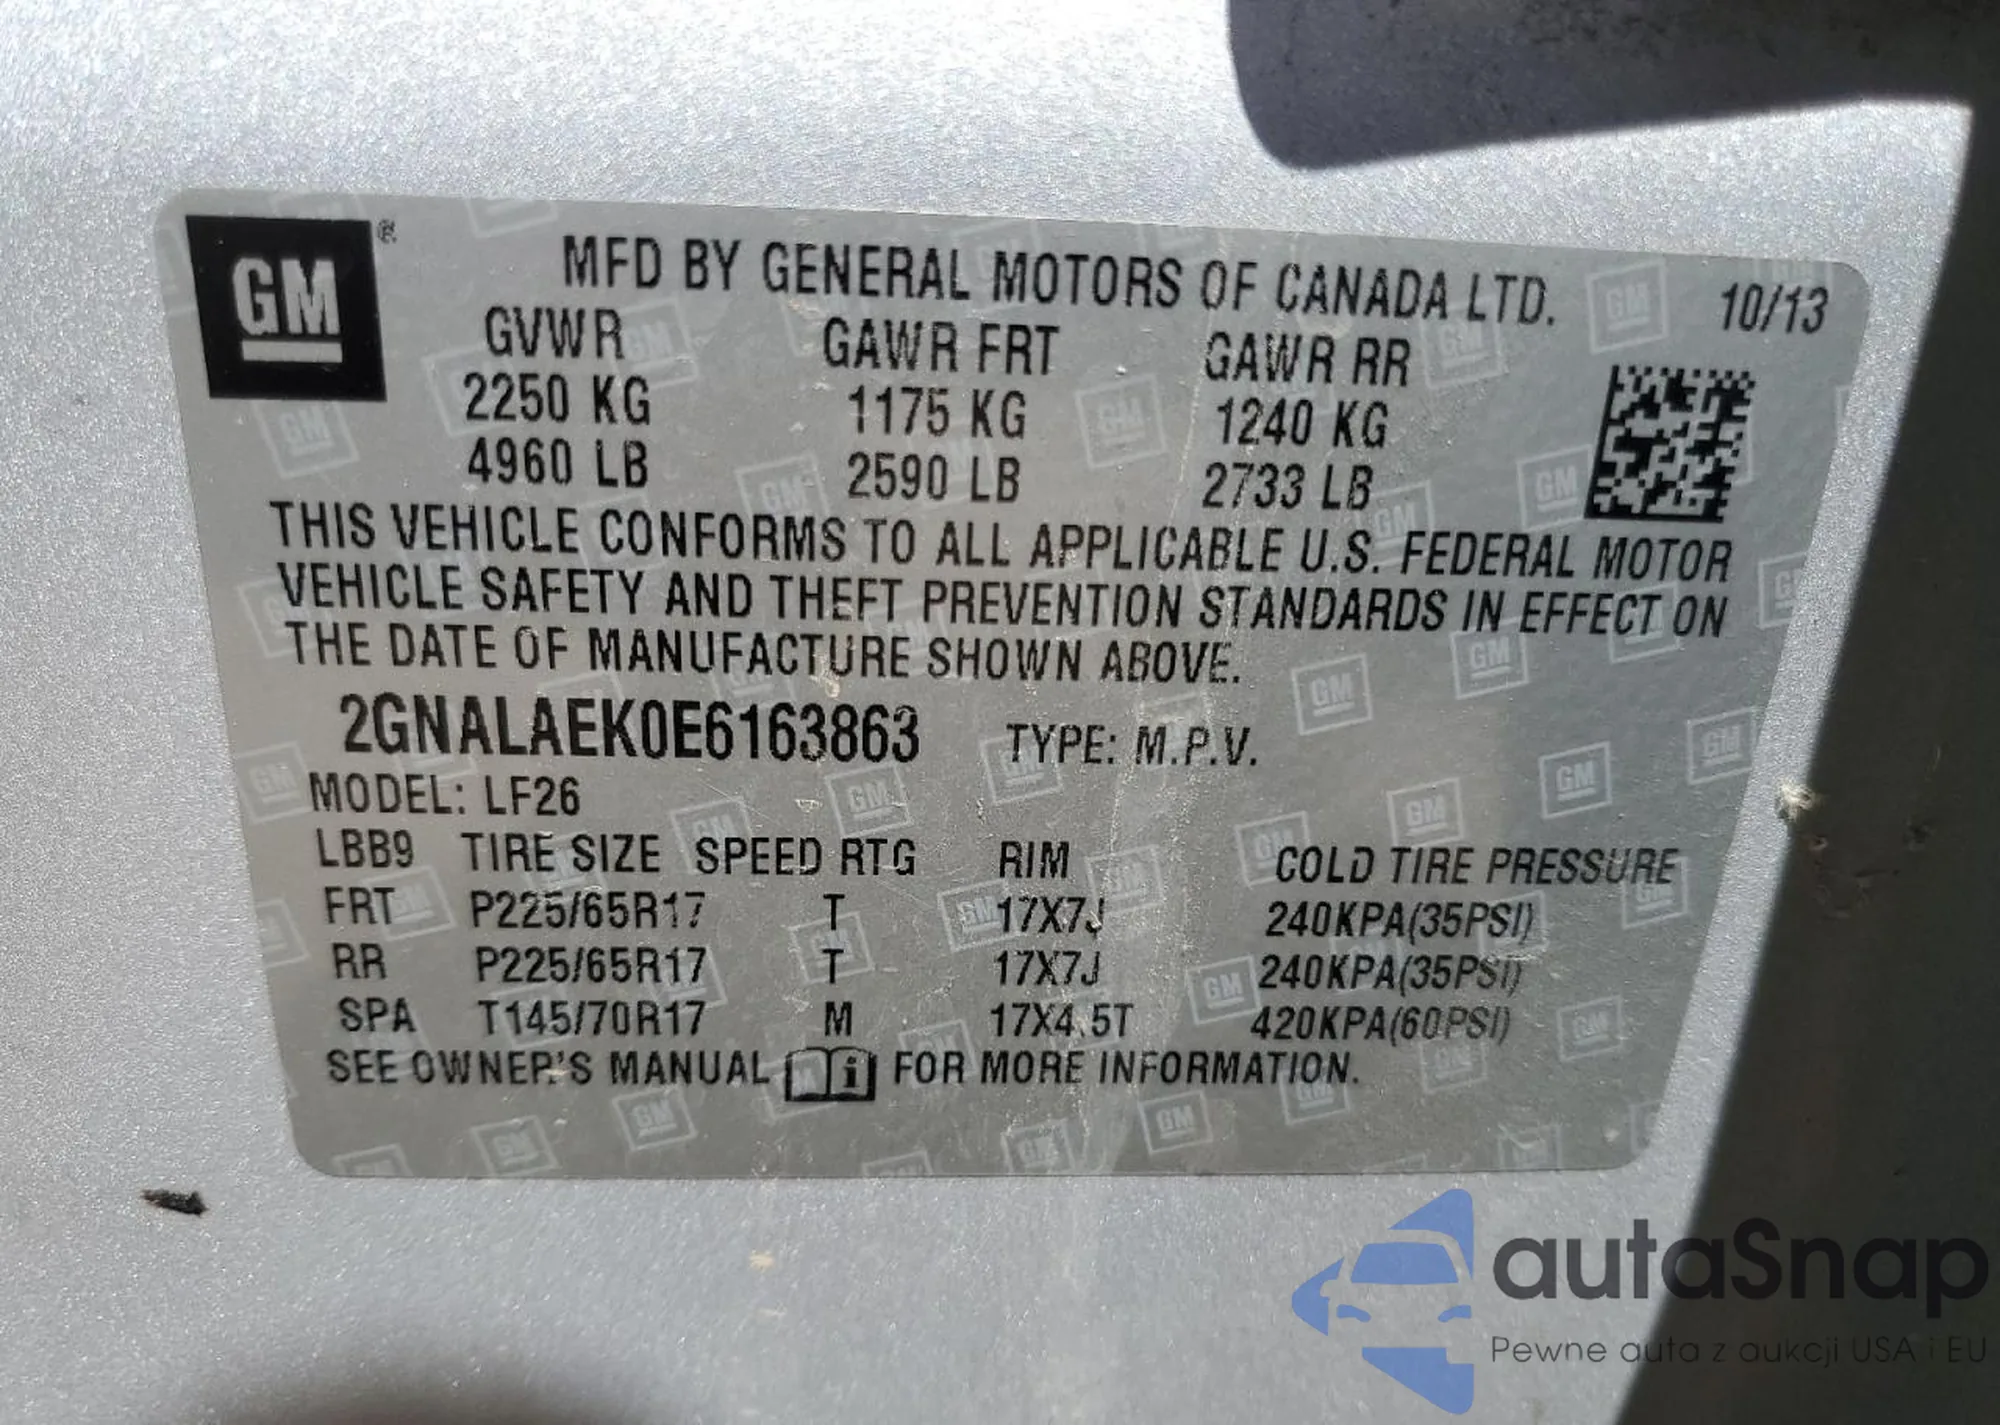 GM ®
MFD BY GENERAL MOTORS OF CANADA LTD. 10/13
GVWR GAWR FRT GAWR RR
2250 KG 1175 KG 1240 KG
4960 LB 2590 LB 2733 LB
THIS VEHICLE CONFORMS TO ALL APPLICABLE U.S. FEDERAL MOTOR
VEHICLE SAFETY AND THEFT PREVENTION STANDARDS IN EFFECT ON
THE DATE OF MANUFACTURE SHOWN ABOVE.
2GNALAEK0E6163863 TYPE: M.P.V.
MODEL: LF26
LBB9 TIRE SIZE SPEED RTG RIM COLD TIRE PRESSURE
FRT P225/65R17 T 17X7J 240KPA(35PSI)
RR P225/65R17 T 17X7J 240KPA(35PSI)
SPA T145/70R17 M 17X4.5T 420KPA(60PSI)
SEE OWNER'S MANUAL i FOR MORE INFORMATION.
autaSnap
Pewne auta z aukcji USA i EU